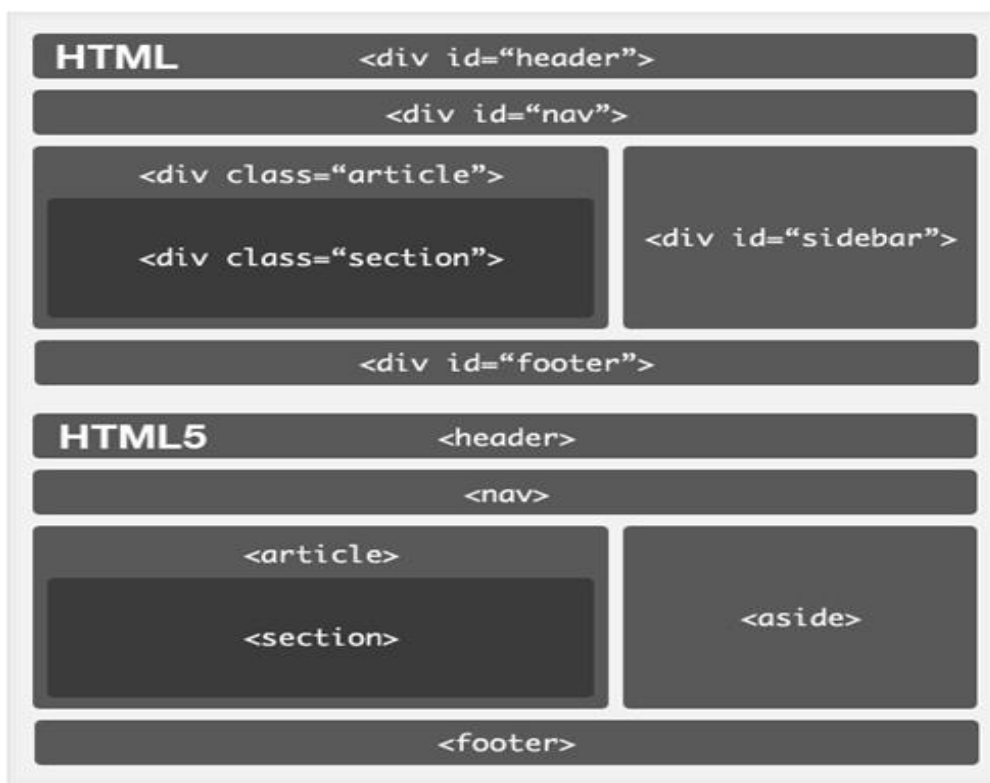 HTML <div id=“header”>
<div id=“nav”>
<div class=“article”>
<div class=“section”>
<div id=“sidebar”>
<div id=“footer”>
HTML5 <header>
<nav>
<article>
<section>
<aside>
<footer>